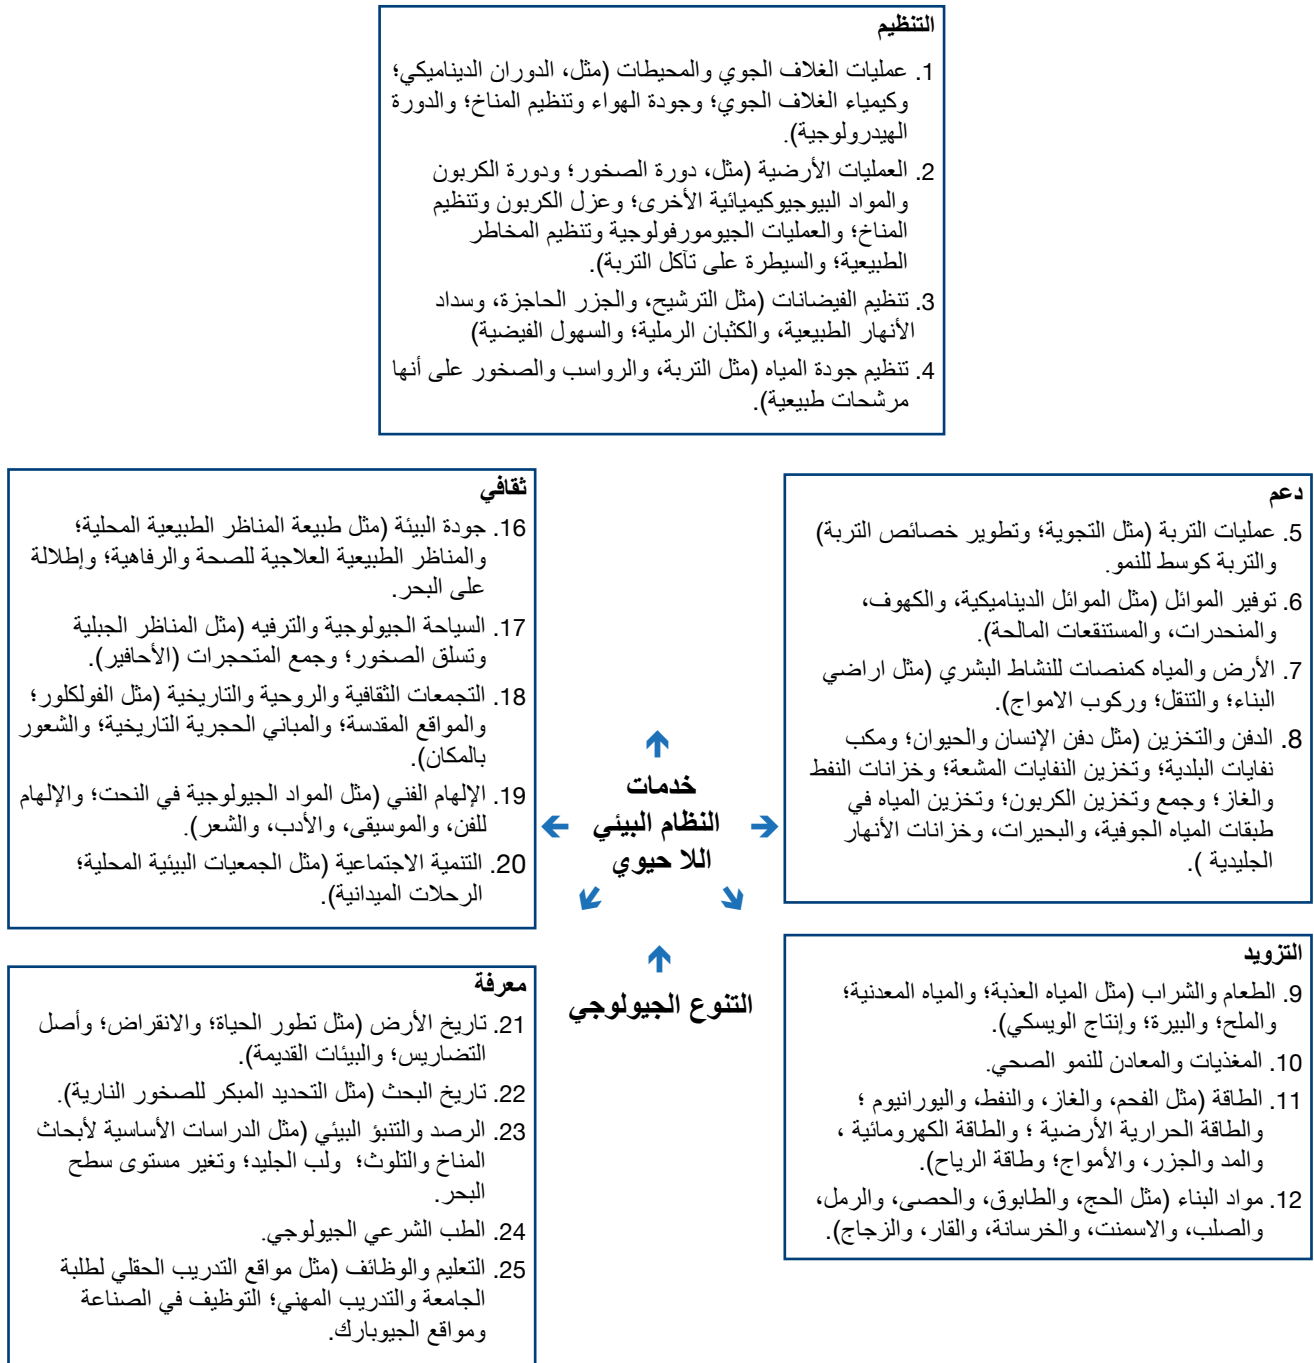 التنظيم
1. عمليات الغلاف الجوي والمحيطات (مثل، الدوران الديناميكي؛
وكيمياء الغلاف الجوي؛ وجودة الهواء وتنظيم المناخ؛ والدورة
الهيدرولوجية).
2. العمليات الأرضية (مثل، دورة الصخور؛ ودورة الكربون
والمواد البيوجيوكيميائية الأخرى؛ وعزل الكربون وتنظيم
المناخ؛ والعمليات الجيومورفولوجية وتنظيم المخاطر
الطبيعية؛ والسيطرة على تآكل التربة).
3. تنظيم الفيضانات (مثل الترشيح، والجزر الحاجزة، وسداد
الأنهار الطبيعية، والكثبان الرملية؛ والسهول الفيضية)
4. تنظيم جودة المياه (مثل التربة، والرواسب والصخور على أنها
مرشحات طبيعية).
دعم
5. عمليات التربة (مثل التجوية؛ وتطوير خصائص التربة)
والتربة كوسط للنمو.
6. توفير الموائل (مثل الموائل الديناميكية، والكهوف،
والمنحدرات، والمستنقعات المالحة).
7. الأرض والمياه كمنصات للنشاط البشري (مثل اراضي
البناء؛ والتنقل؛ وركوب الامواج).
8. الدفن والتخزين (مثل دفن الإنسان والحيوان؛ ومكب
نفايات البلدية؛ وتخزين النفايات المشعة؛ وخزانات النفط
والغاز؛ وجمع وتخزين الكربون؛ وتخزين المياه في
طبقات المياه الجوفية، والبحيرات، وخزانات الأنهار
الجليدية ).
ثقافي
16. جودة البيئة (مثل طبيعة المناظر الطبيعية المحلية؛
والمناظر الطبيعية العلاجية للصحة والرفاهية؛ وإطلالة
على البحر.
17. السياحة الجيولوجية والترفيه (مثل المناظر الجبلية
وتسلق الصخور؛ وجمع المتحجرات (الأحافير).
18. التجمعات الثقافية والروحية والتاريخية (مثل الفولكلور؛
والمواقع المقدسة؛ والمباني الحجرية التاريخية؛ والشعور
بالمكان).
19. الإلهام الفني (مثل المواد الجيولوجية في النحت؛ والإلهام
للفن، والموسيقى، والأدب، والشعر).
20. التنمية الاجتماعية (مثل الجمعيات البيئية المحلية؛
الرحلات الميدانية).
خدمات
النظام البيئي
اللا حيوي
التنوع الجيولوجي
التزويد
9. الطعام والشراب (مثل المياه العذبة؛ والمياه المعدنية؛
والملح؛ والبيرة؛ وإنتاج الويسكي).
10. المغذيات والمعادن للنمو الصحي.
11. الطاقة (مثل الفحم، والغاز، والنفط، واليورانيوم ؛
والطاقة الحرارية الأرضية ؛ والطاقة الكهرومائية ،
والمد والجزر، والأمواج؛ وطاقة الرياح).
12. مواد البناء (مثل الحج، والطابوق، والحصى، والرمل،
والصلب، والاسمنت، والخرسانة، والقار، والزجاج).
معرفة
21. تاريخ الأرض (مثل تطور الحياة؛ والانقراض؛ وأصل
التضاريس؛ والبيئات القديمة).
22. تاريخ البحث (مثل التحديد المبكر للصخور النارية).
23. الرصد والتنبؤ البيئي (مثل الدراسات الأساسية لأبحاث
المناخ والتلوث؛ ولب الجليد؛ وتغير مستوى سطح
البحر.
24. الطب الشرعي الجيولوجي.
25. التعليم والوظائف (مثل مواقع التدريب الحقلي لطلبة
الجامعة والتدريب المهني؛ التوظيف في الصناعة
ومواقع الجيوبارك.